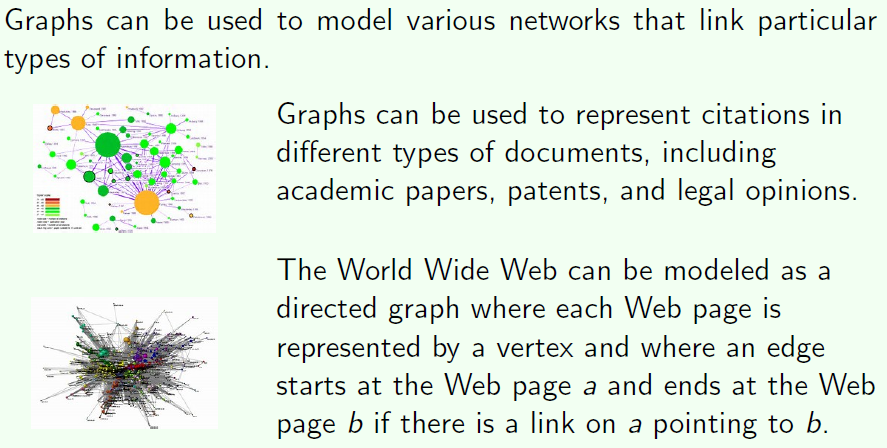 Graphs can be used to model various networks that link particular
types of information.
Graphs can be used to represent citations in
different types of documents, including
academic papers, patents, and legal opinions.
The World Wide Web can be modeled as a
directed graph where each Web page is
represented by a vertex and where an edge
starts at the Web page a and ends at the Web
page b if there is a link on a pointing to b.